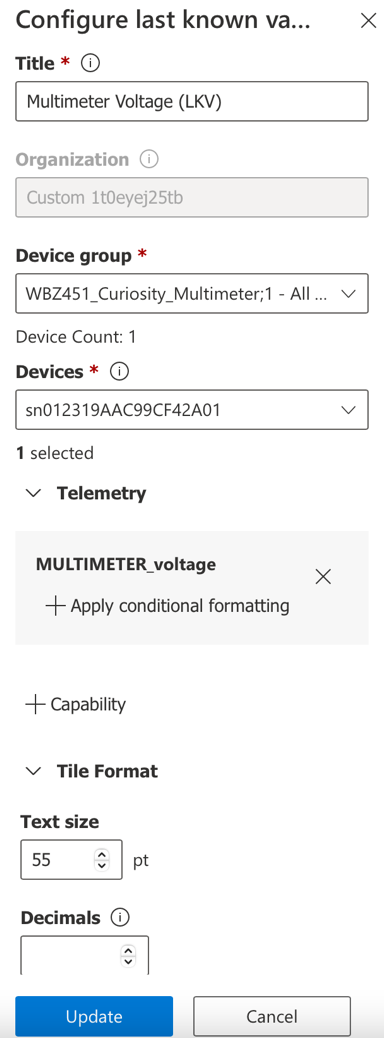 Configure last known va...
Title *
Multimeter Voltage (LKV)
Organization
Custom 1t0eyej25tb
Device group *
WBZ451_Curiosity_Multimeter;1 - All ...
Device Count: 1
Devices *
sn012319AAC99CF42A01
1 selected
Telemetry
MULTIMETER_voltage
Apply conditional formatting
Capability
Tile Format
Text size
55 pt
Decimals
Update Cancel